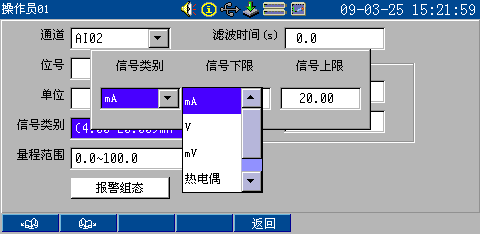 操作员01 09-03-25 15:21:59
通道 AI02 滤波时间(s) 0.0
信号类别 信号下限 信号上限
位号
mA 20.00
单位
mA
V
mV
热电偶
信号类别
量程范围 0.0~100.0
报警组态
返回